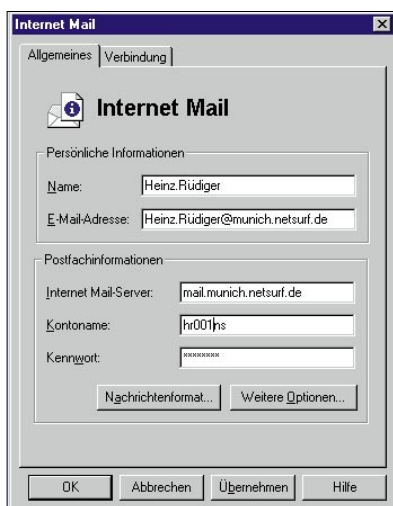 Internet Mail
Allgemeines Verbindung
Internet Mail
Persönliche Informationen
Name: Heinz.Rüdiger
E-Mail-Adresse: Heinz.Rüdiger@munich.netsurf.de
Postfachinformationen
Internet Mail-Server: mail.munich.netsurf.de
Kontoname: hr001ns
Kennwort: ********
Nachrichtenformat... Weitere Optionen...
OK Abbrechen Übernehmen Hilfe